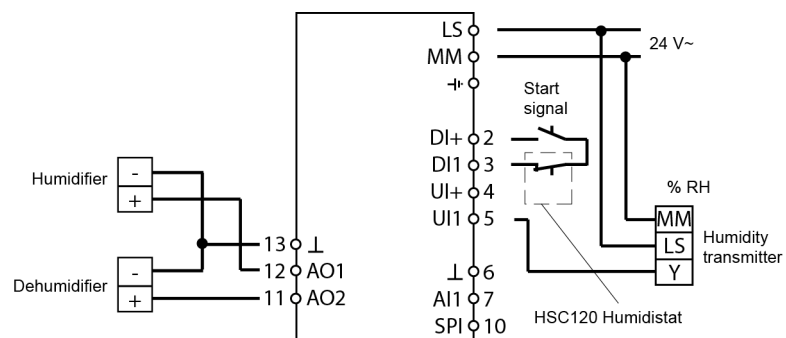 LS
MM
24 V~
Start
signal
DI+ 2
DI1 3
UI+ 4
UI1 5
% RH
MM
LS
Y
Humidity
transmitter
Humidifier
-
+
Dehumidifier
-
+
13 ⊥
12 AO1
11 AO2
⊥ 6
AI1 7
SPI 10
HSC120 Humidistat